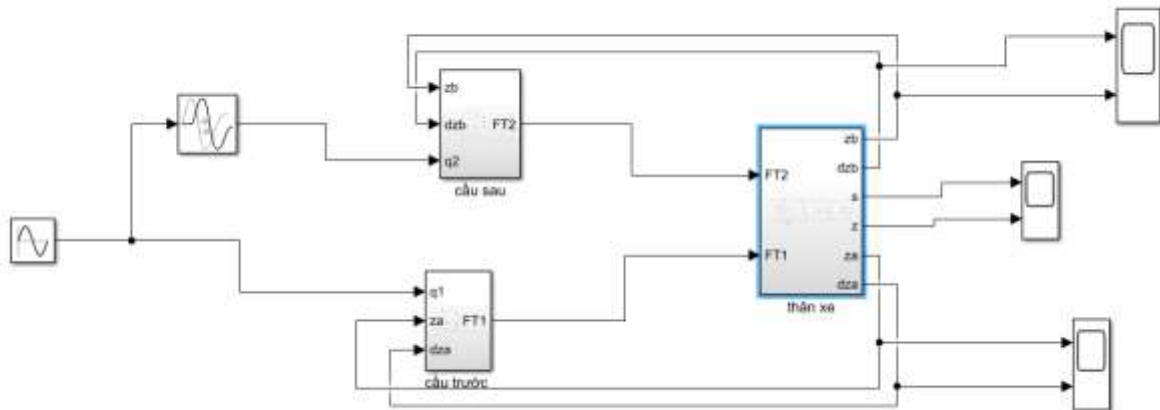 zb
dzb
q2
FT2
cầu sau
FT2
FT1
zb
dzb
s
z
za
dza
thân xe
q1
za
dza
FT1
cầu trước